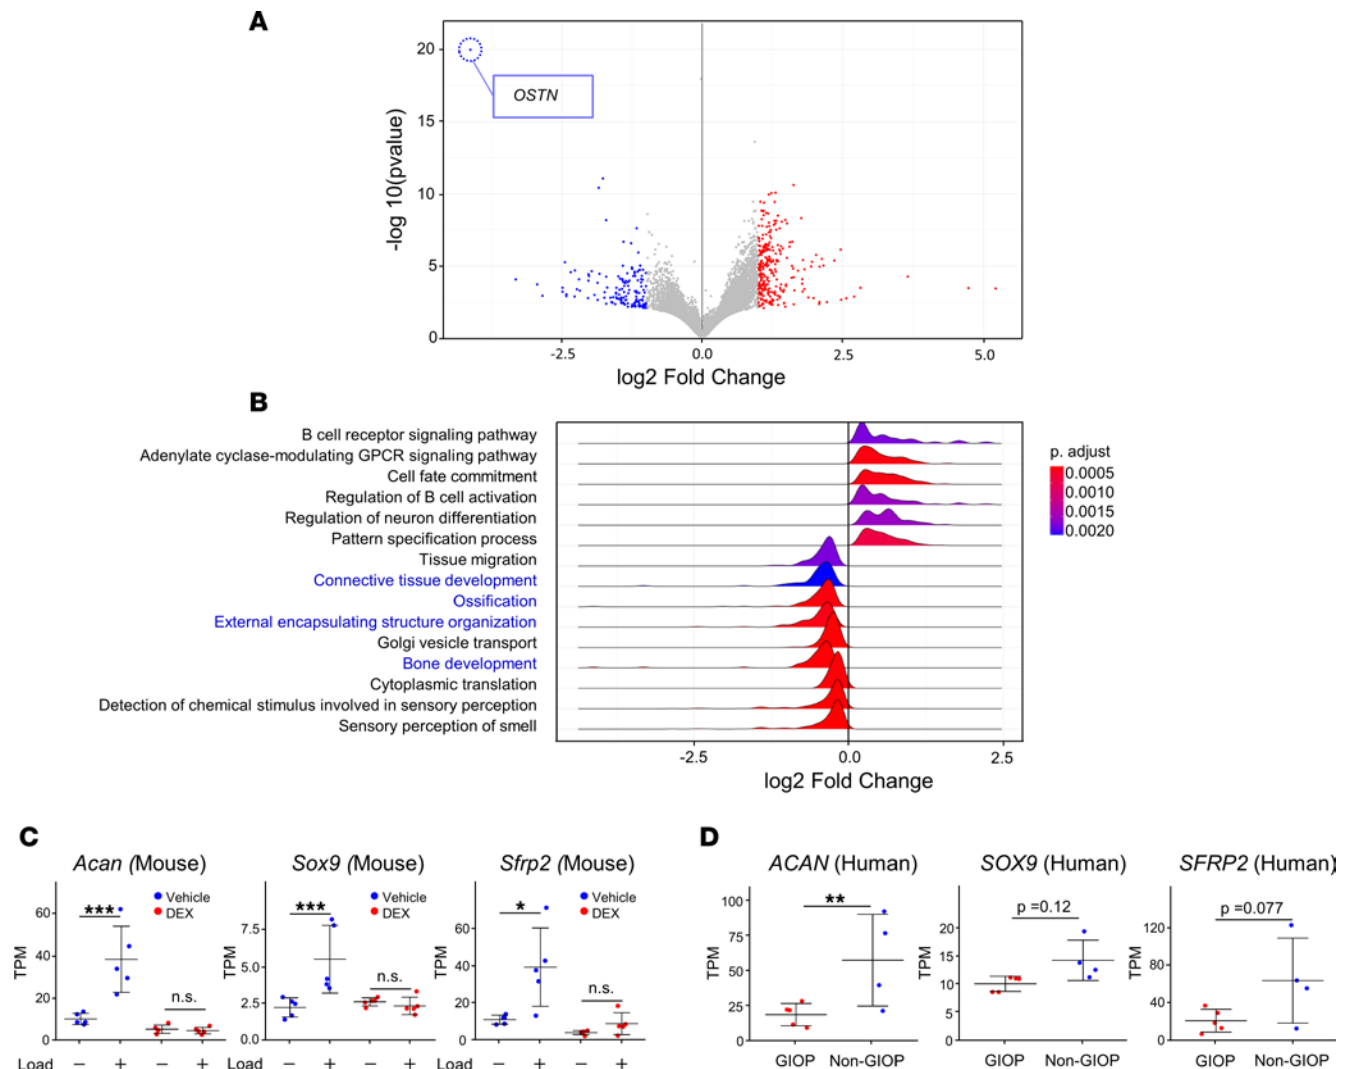 A
20
15
10
5
0
-log 10(pvalue)
OSTN
-2.5
0.0
2.5
5.0
log2 Fold Change
B
B cell receptor signaling pathway
Adenylate cyclase-modulating GPCR signaling pathway
Cell fate commitment
Regulation of B cell activation
Regulation of neuron differentiation
Pattern specification process
Tissue migration
Connective tissue development
Ossification
External encapsulating structure organization
Golgi vesicle transport
Bone development
Cytoplasmic translation
Detection of chemical stimulus involved in sensory perception
Sensory perception of smell
-2.5
0.0
2.5
log2 Fold Change
p. adjust
0.0005
0.0010
0.0015
0.0020
C
Acan (Mouse)
TPM
60
40
20
0
***
n.s.
Vehicle
DEX
Load
− + − +
Sox9 (Mouse)
TPM
7.5
5.0
2.5
0.0
***
n.s.
Vehicle
DEX
Load
− + − +
Sfrp2 (Mouse)
TPM
60
40
20
0
*
n.s.
Vehicle
DEX
Load
− + − +
D
ACAN (Human)
TPM
100
75
50
25
0
**
GIOP
Non-GIOP
SOX9 (Human)
TPM
20
15
10
5
0
p =0.12
GIOP
Non-GIOP
SFRP2 (Human)
TPM
120
80
40
0
p =0.077
GIOP
Non-GIOP